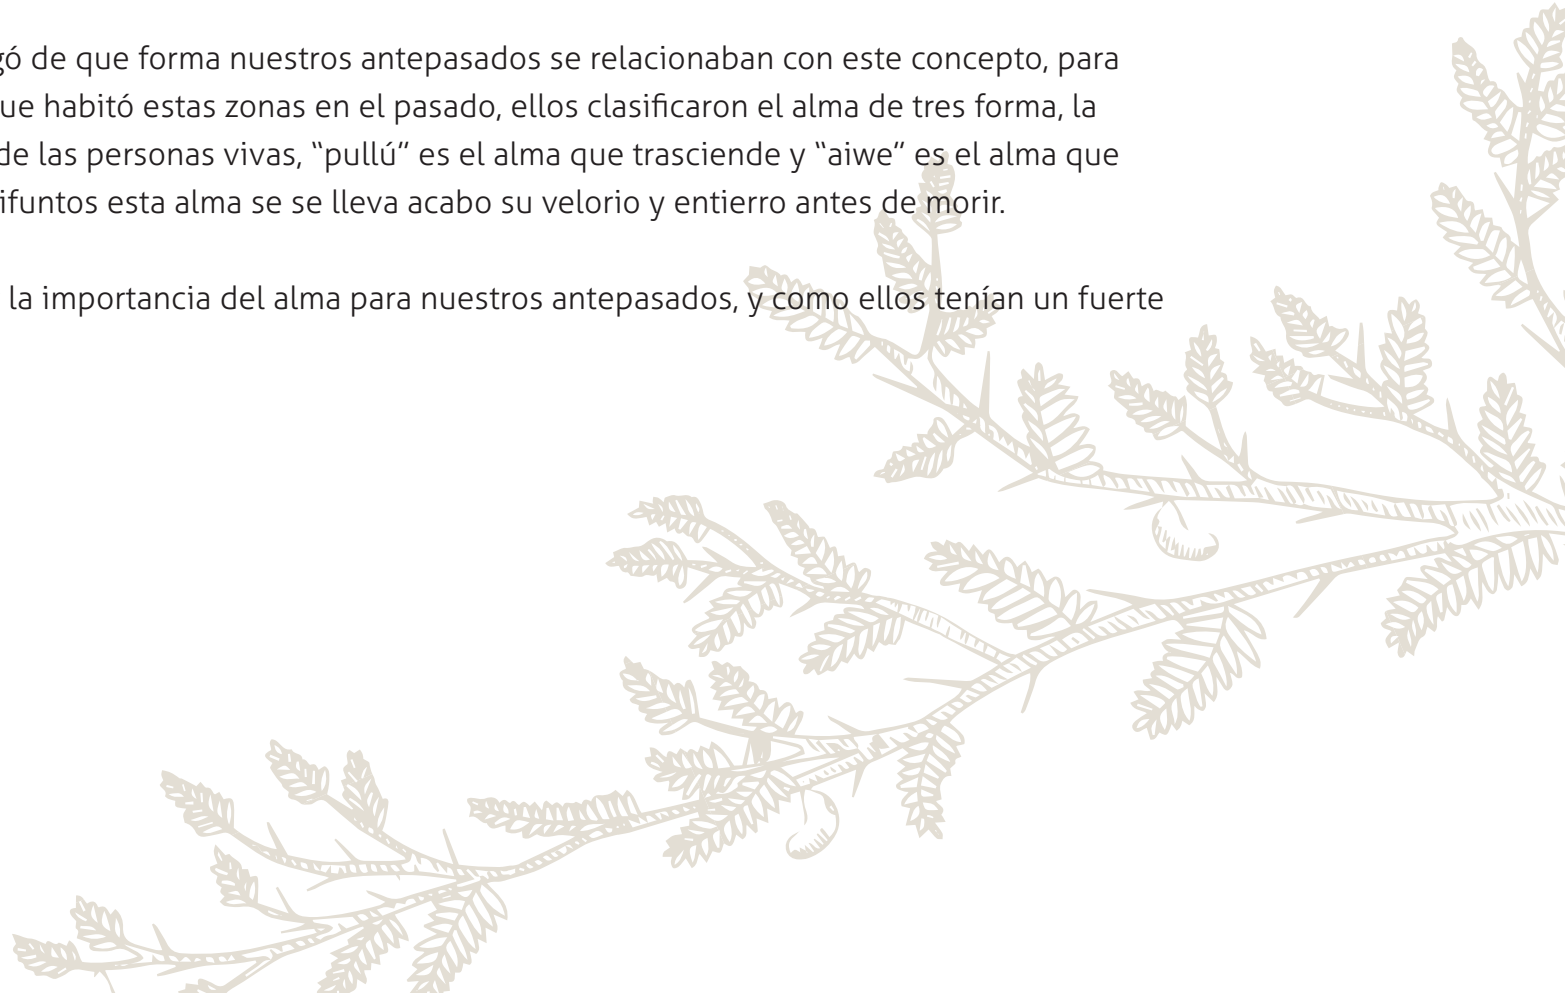 gó de que forma nuestros antepasados se relacionaban con este concepto, para
ue habitó estas zonas en el pasado, ellos clasificaron el alma de tres forma, la
de las personas vivas, “pullú” es el alma que trasciende y “aiwe” es el alma que
ifuntos esta alma se se lleva acabo su velorio y entierro antes de morir.
la importancia del alma para nuestros antepasados, y como ellos tenían un fuerte